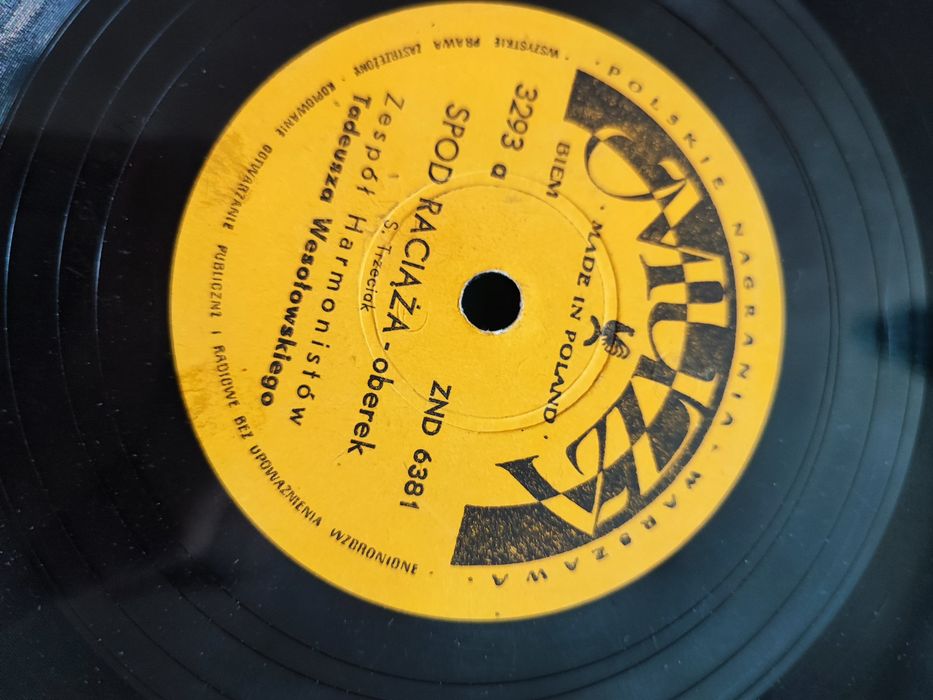 · POLSKIE NAGRANIA · WARSZAWA ·
MUZA
BIEM · MADE IN POLAND ·
3293 a
ZND 6381
SPOD RACIĄŻA - oberek
S. Trzeciak
Zespół Harmonistów
Tadeusza Wesołowskiego
· WSZYSTKIE PRAWA ZASTRZEŻONY · KOPIOWANIE ODTWARZANIE PUBLICZNE I RADIOWE BEZ UPOWAŻNIENIA WZBRONIONE ·